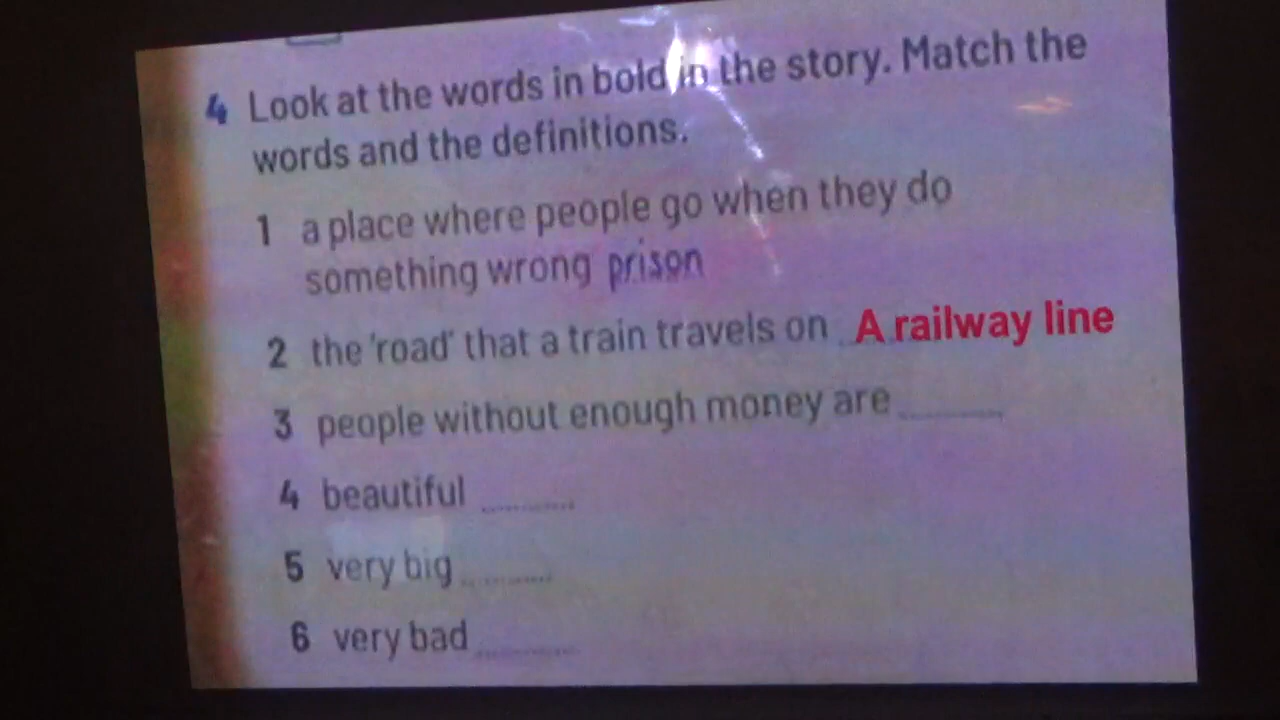 4 Look at the words in bold in the story. Match the
words and the definitions.
1 a place where people go when they do
something wrong prison
2 the 'road' that a train travels on A railway line
3 people without enough money are
4 beautiful
5 very big
6 very bad